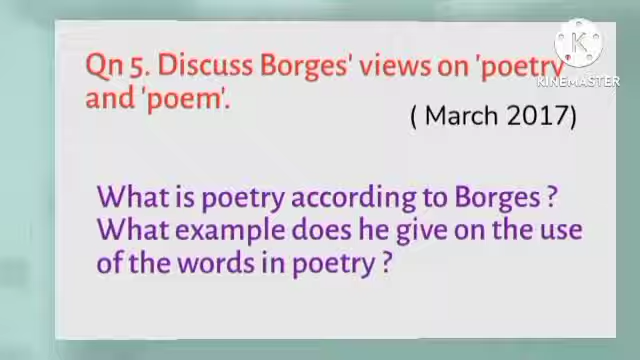 Qn 5. Discuss Borges' views on 'poetry'
and 'poem'.
( March 2017)
KINEMASTER
What is poetry according to Borges ?
What example does he give on the use
of the words in poetry ?